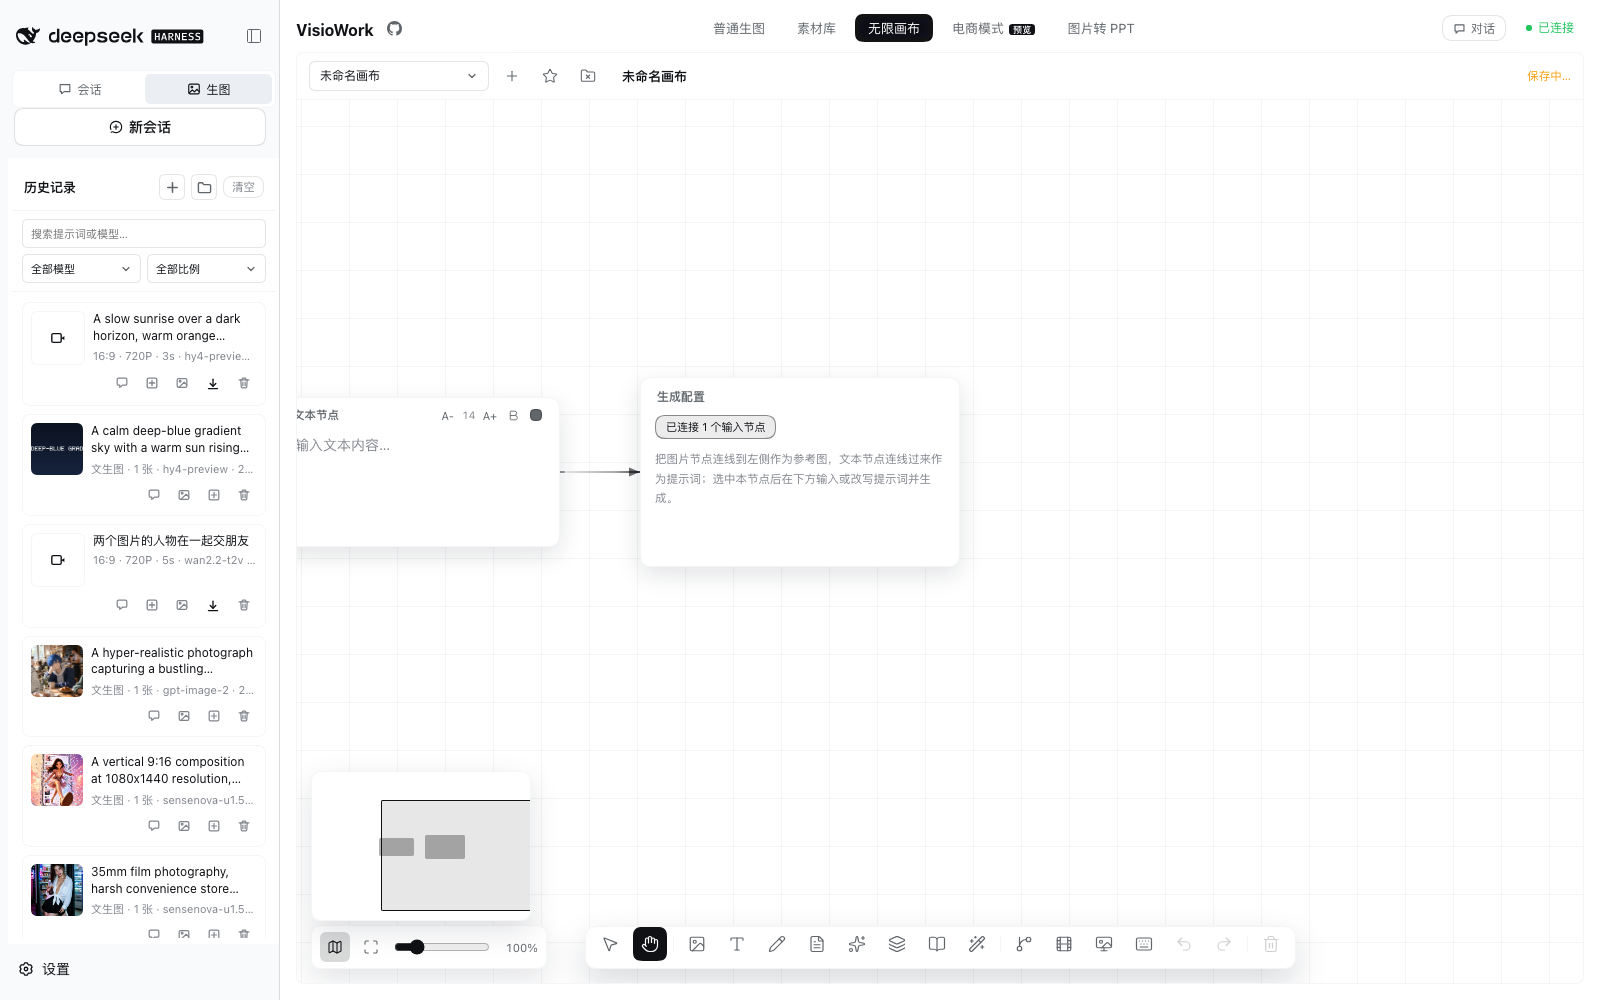 deepseek HARNESS
会话
生图
新会话
历史记录
清空
搜索提示词或模型...
全部模型
全部比例
A slow sunrise over a dark
horizon, warm orange...
16:9 · 720P · 3s · hy4-previe...
A calm deep-blue gradient
sky with a warm sun rising...
文生图 · 1 张 · hy4-preview · 2...
DEEP-BLUE GRAD
两个图片的人物在一起交朋友
16:9 · 720P · 5s · wan2.2-t2v ...
A hyper-realistic photograph
capturing a bustling...
文生图 · 1 张 · gpt-image-2 · 2...
A vertical 9:16 composition
at 1080x1440 resolution,...
文生图 · 1 张 · sensenova-u1.5...
35mm film photography,
harsh convenience store...
文生图 · 1 张 · sensenova-u1.5...
设置
VisioWork
普通生图
素材库
无限画布
电商模式 预览
图片转 PPT
对话
已连接
未命名画布
未命名画布
保存中...
文本节点
A- 14 A+ B
输入文本内容...
生成配置
已连接 1 个输入节点
把图片节点连线到左侧作为参考图，文本节点连线过来作
为提示词；选中本节点后在下方输入或改写提示词并生
成。
100%